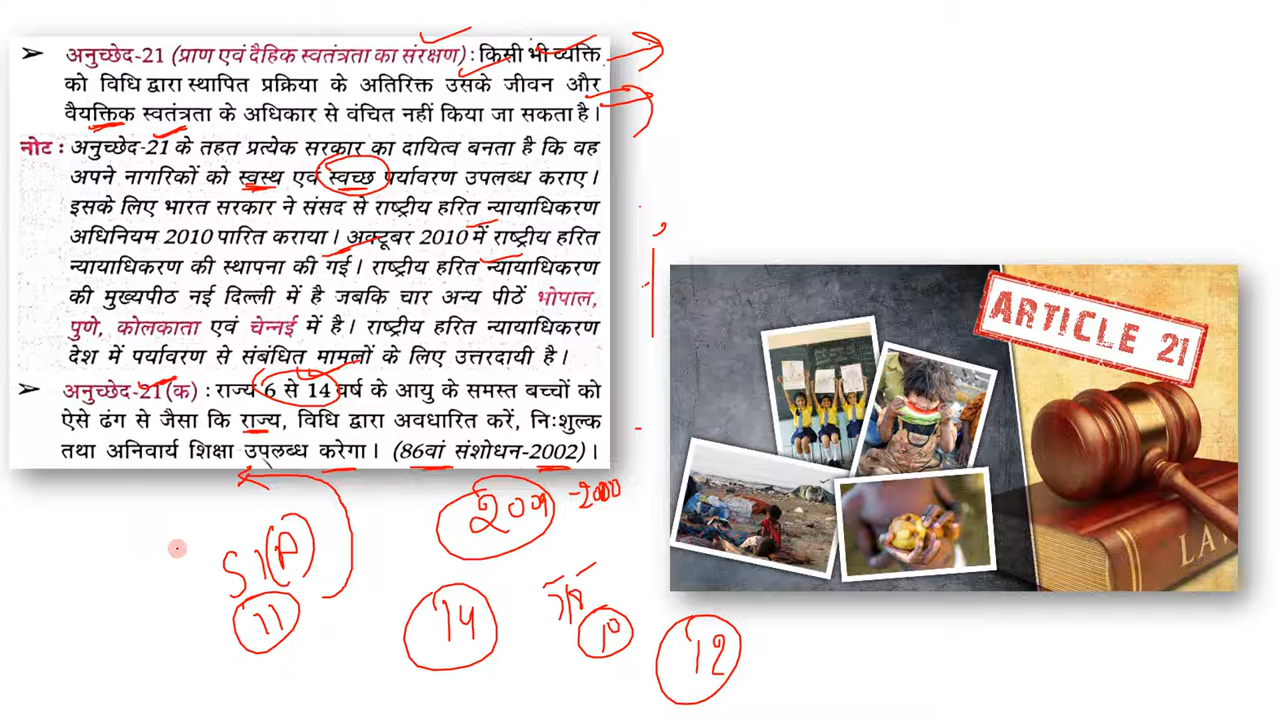 ➢ अनुच्छेद-21 (प्राण एवं दैहिक स्वतंत्रता का संरक्षण) : किसी भी व्यक्ति
को विधि द्वारा स्थापित प्रक्रिया के अतिरिक्त उसके जीवन और
वैयक्तिक स्वतंत्रता के अधिकार से वंचित नहीं किया जा सकता है।
नोट : अनुच्छेद-21 के तहत प्रत्येक सरकार का दायित्व बनता है कि वह
अपने नागरिकों को स्वस्थ एवं स्वच्छ पर्यावरण उपलब्ध कराए।
इसके लिए भारत सरकार ने संसद से राष्ट्रीय हरित न्यायाधिकरण
अधिनियम 2010 पारित कराया। अक्टूबर 2010 में राष्ट्रीय हरित
न्यायाधिकरण की स्थापना की गई। राष्ट्रीय हरित न्यायाधिकरण
की मुख्यपीठ नई दिल्ली में है जबकि चार अन्य पीठें भोपाल,
पुणे, कोलकाता एवं चेन्नई में है। राष्ट्रीय हरित न्यायाधिकरण
देश में पर्यावरण से संबंधित मामलों के लिए उत्तरदायी है।
➢ अनुच्छेद-21(क) : राज्य 6 से 14 वर्ष के आयु के समस्त बच्चों को
ऐसे ढंग से जैसा कि राज्य, विधि द्वारा अवधारित करें, निःशुल्क
तथा अनिवार्य शिक्षा उपलब्ध करेगा। (86वां संशोधन-2002)।
ARTICLE 21
LAW
51(A)
11
14
10
12